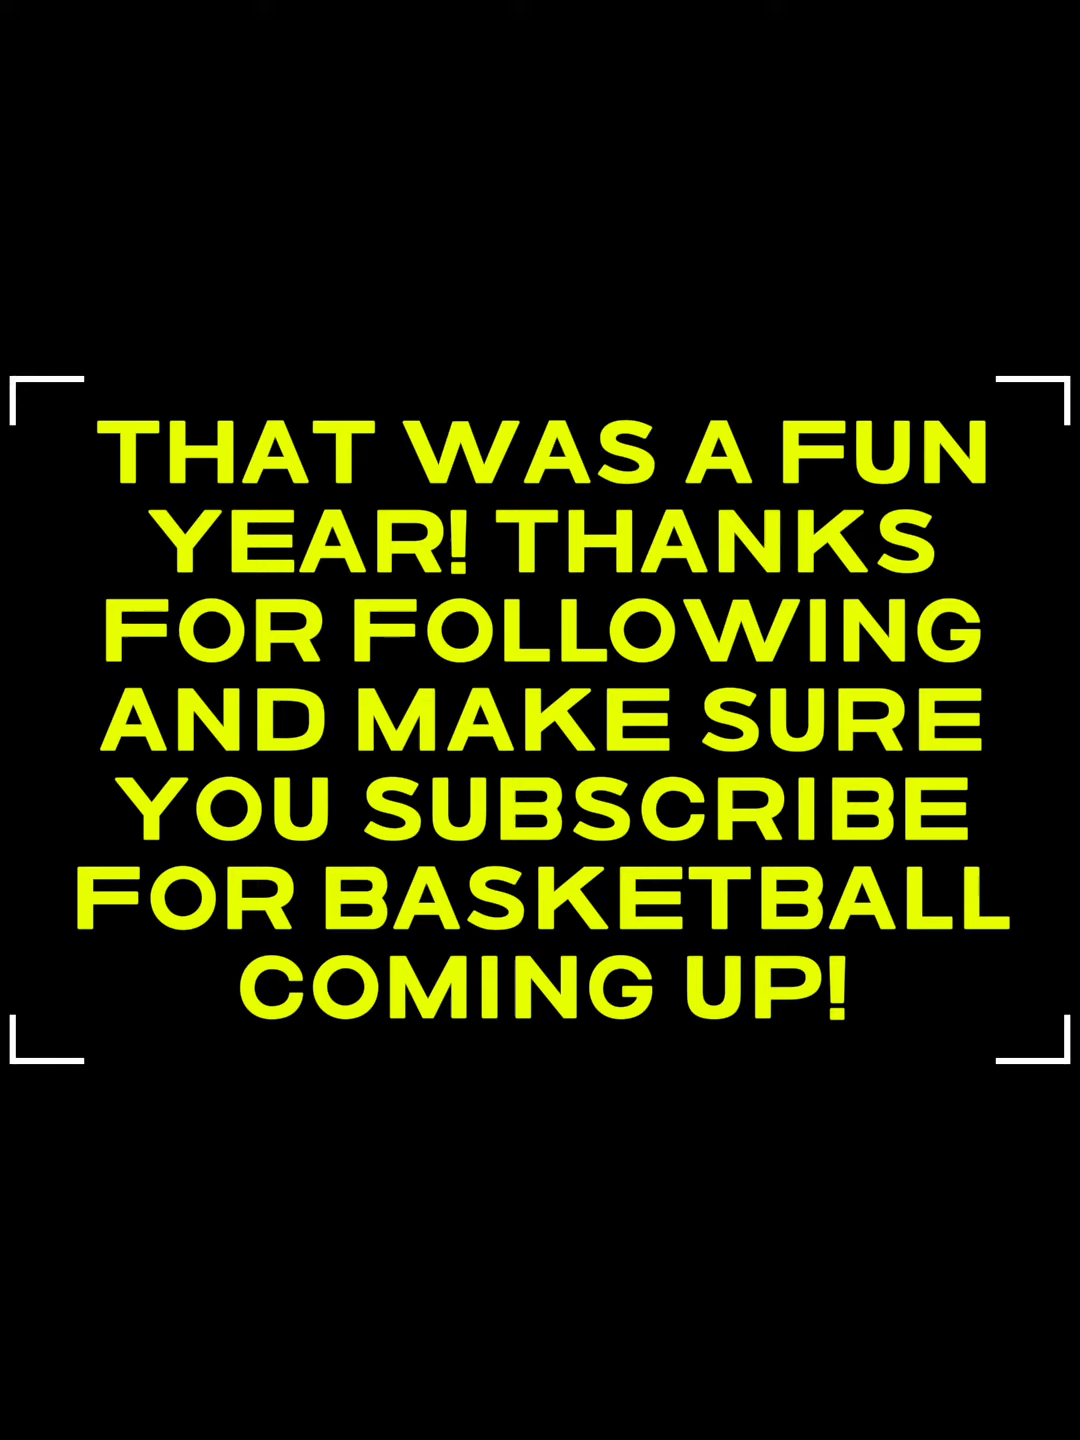 THAT WAS A FUN
YEAR! THANKS
FOR FOLLOWING
AND MAKE SURE
YOU SUBSCRIBE
FOR BASKETBALL
COMING UP!